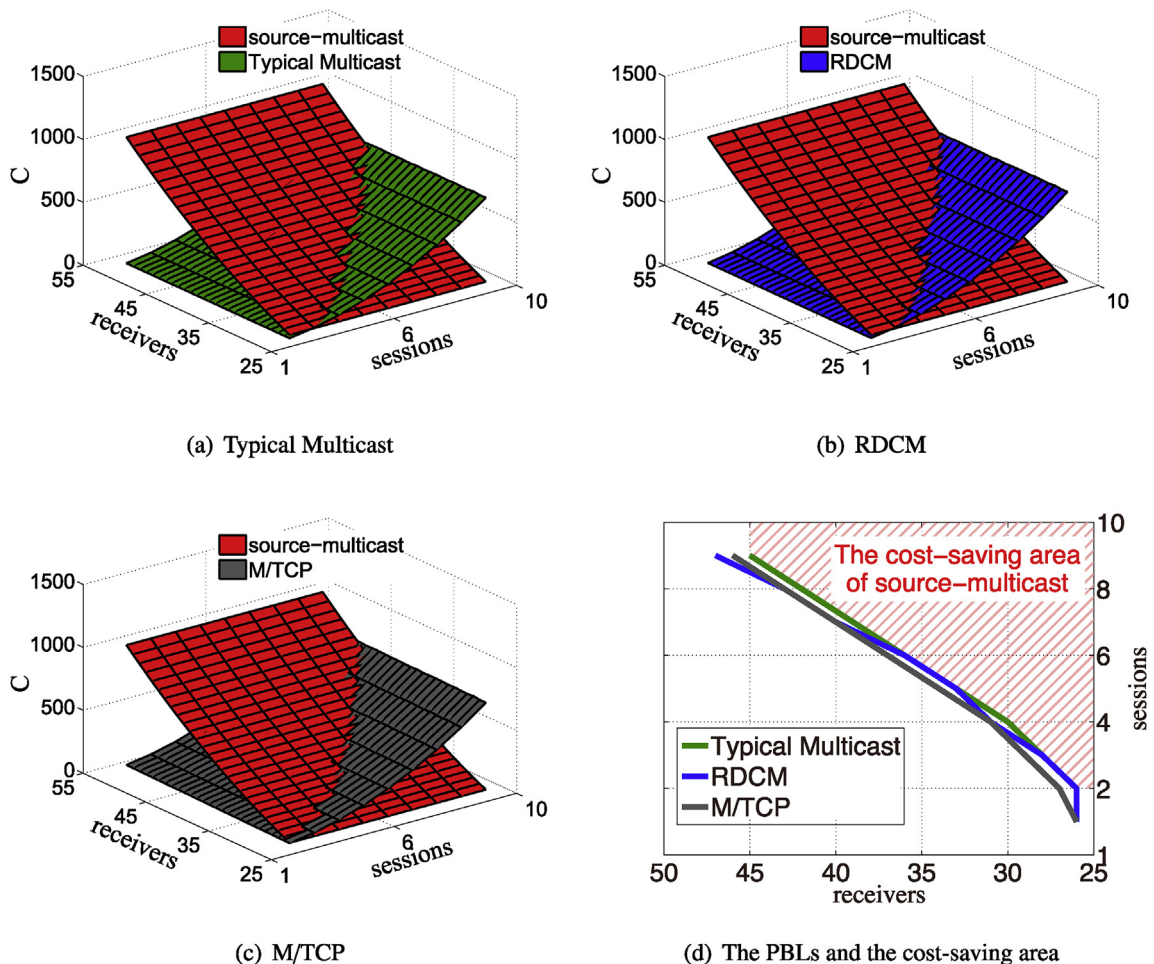 source-multicast
Typical Multicast
1500
1000
500
0
C
55
45
35
25
receivers
1
6
10
sessions
(a) Typical Multicast
source-multicast
RDCM
1500
1000
500
0
C
55
45
35
25
receivers
1
6
10
sessions
(b) RDCM
source-multicast
M/TCP
1500
1000
500
0
C
55
45
35
25
receivers
1
6
10
sessions
(c) M/TCP
The cost-saving area
of source-multicast
Typical Multicast
RDCM
M/TCP
10
8
6
4
2
1
sessions
50
45
40
35
30
25
receivers
(d) The PBLs and the cost-saving area